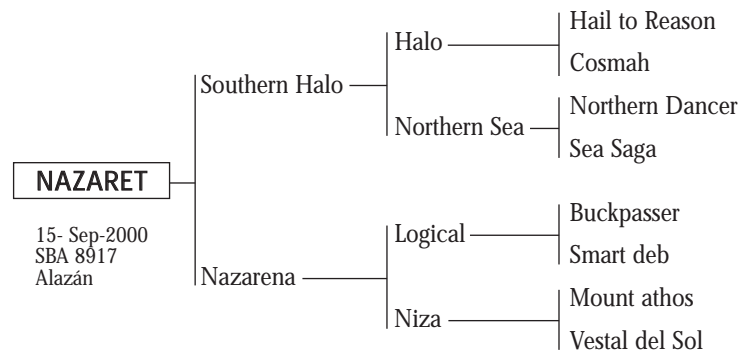 Hail to Reason
Halo
Cosmah
Southern Halo
Northern Dancer
Northern Sea
Sea Saga
NAZARET
15- Sep-2000
SBA 8917
Alazán
Buckpasser
Logical
Smart deb
Nazarena
Mount athos
Niza
Vestal del Sol